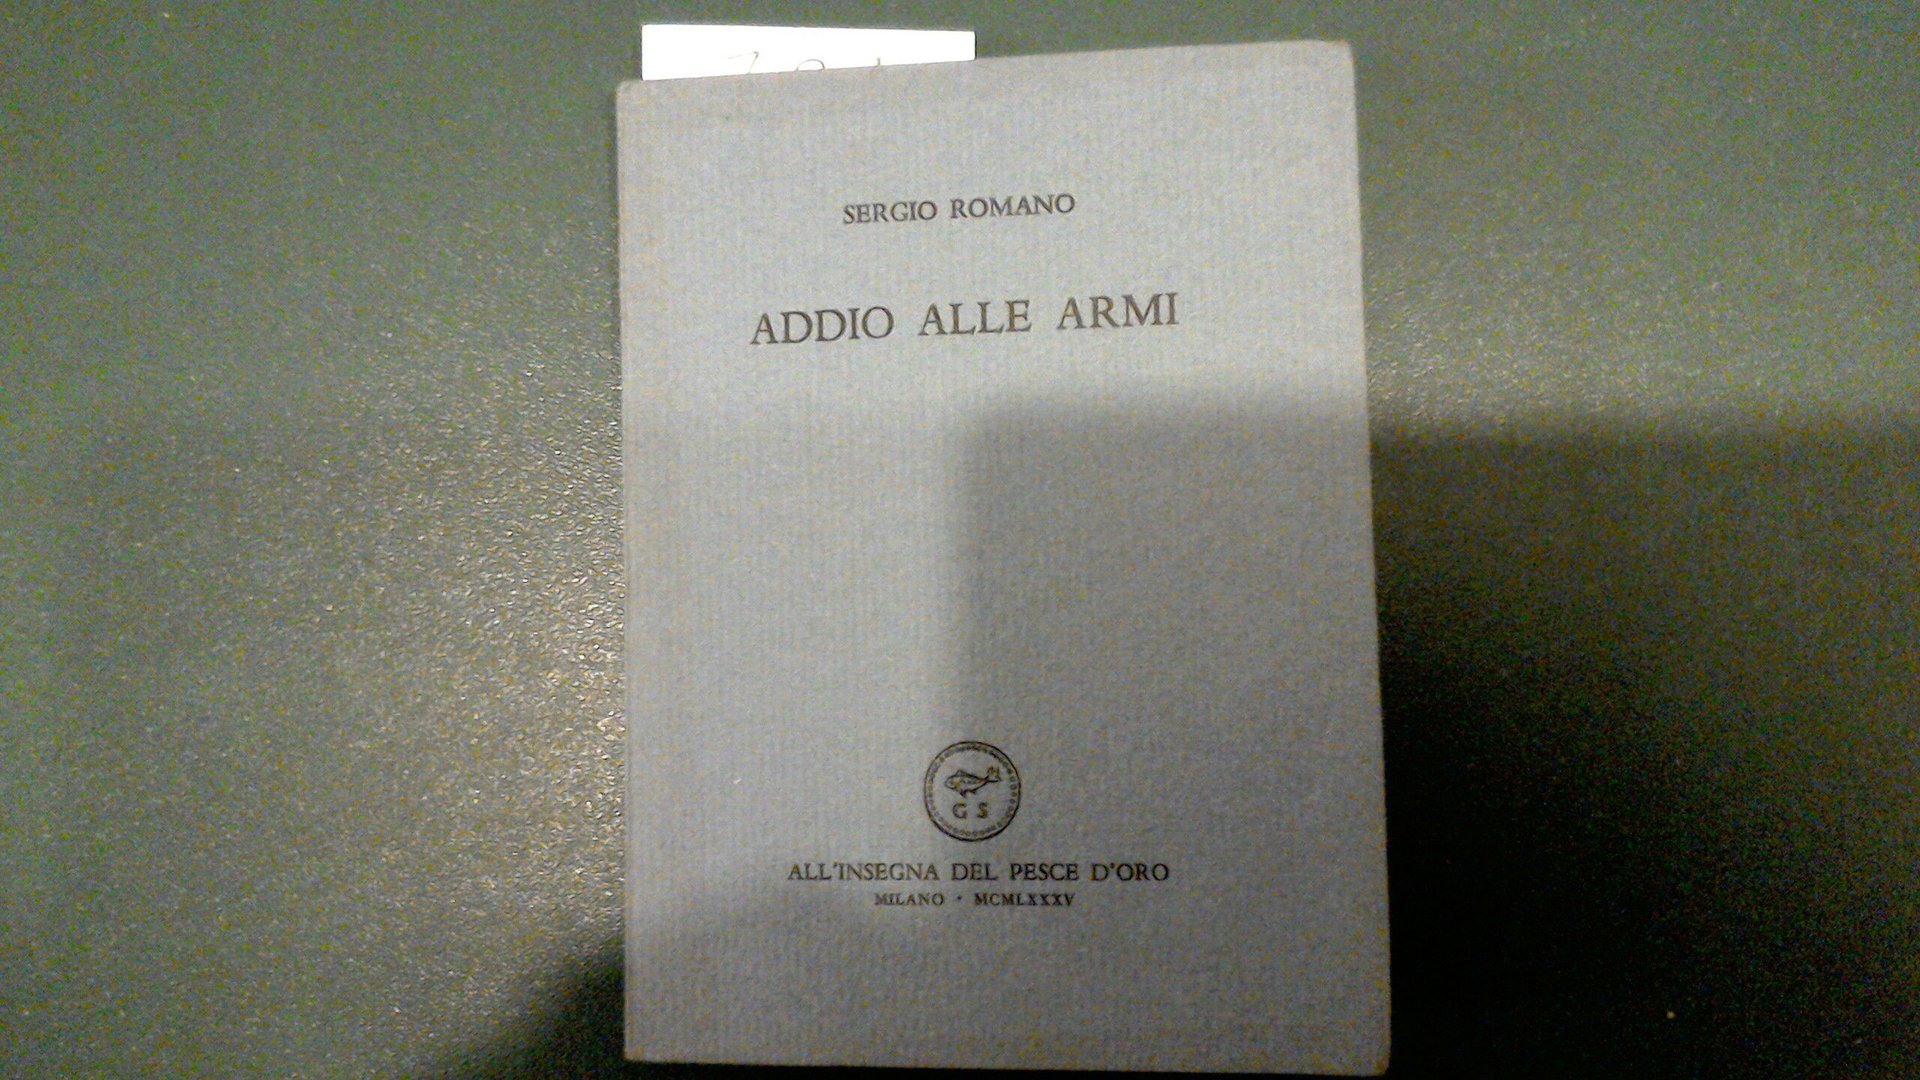 SERGIO ROMANO
ADDIO ALLE ARMI
G S
ALL'INSEGNA DEL PESCE D'ORO
MILANO · MCMLXXXV